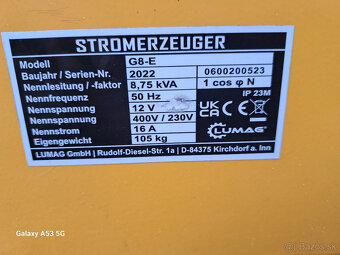 STROMERZEUGER
Modell G8-E
Baujahr / Serien-Nr. 2022 0600200523
Nennleistung / -faktor 8,75 kVA 1 cos φ N
Nennfrequenz 50 Hz IP 23M
Nennspannung 12 V
Nennspannung 400V / 230V
Nennstrom 16 A
Eigengewicht 105 kg
UK CA CE LUMAG
LUMAG GmbH | Rudolf-Diesel-Str. 1a | D-84375 Kirchdorf a. Inn
Galaxy A53 5G
bazos.sk